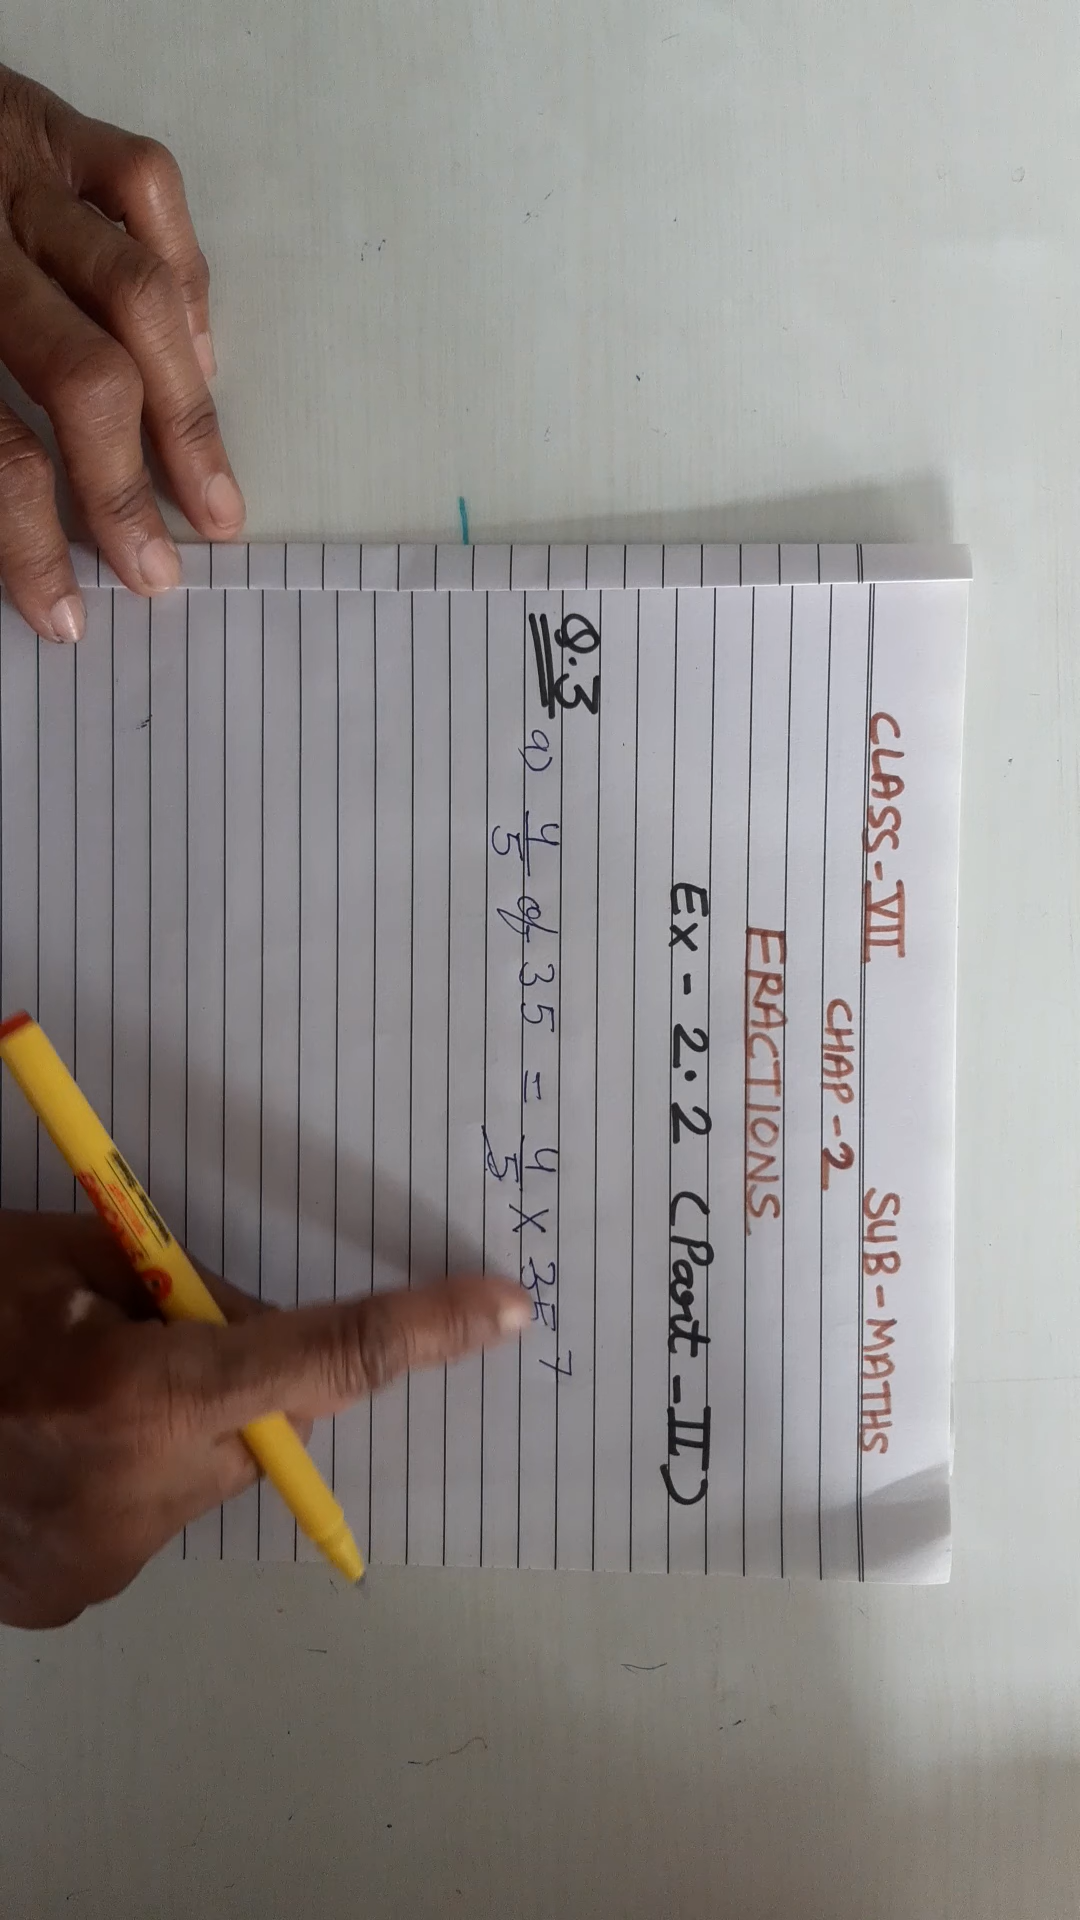 CLASS-VII SUB-MATHS
CHAP-2
FRACTIONS
Ex-2.2 (Part-II)
Q.3 a) 4/5 of 35 = 4/5 × 35 7